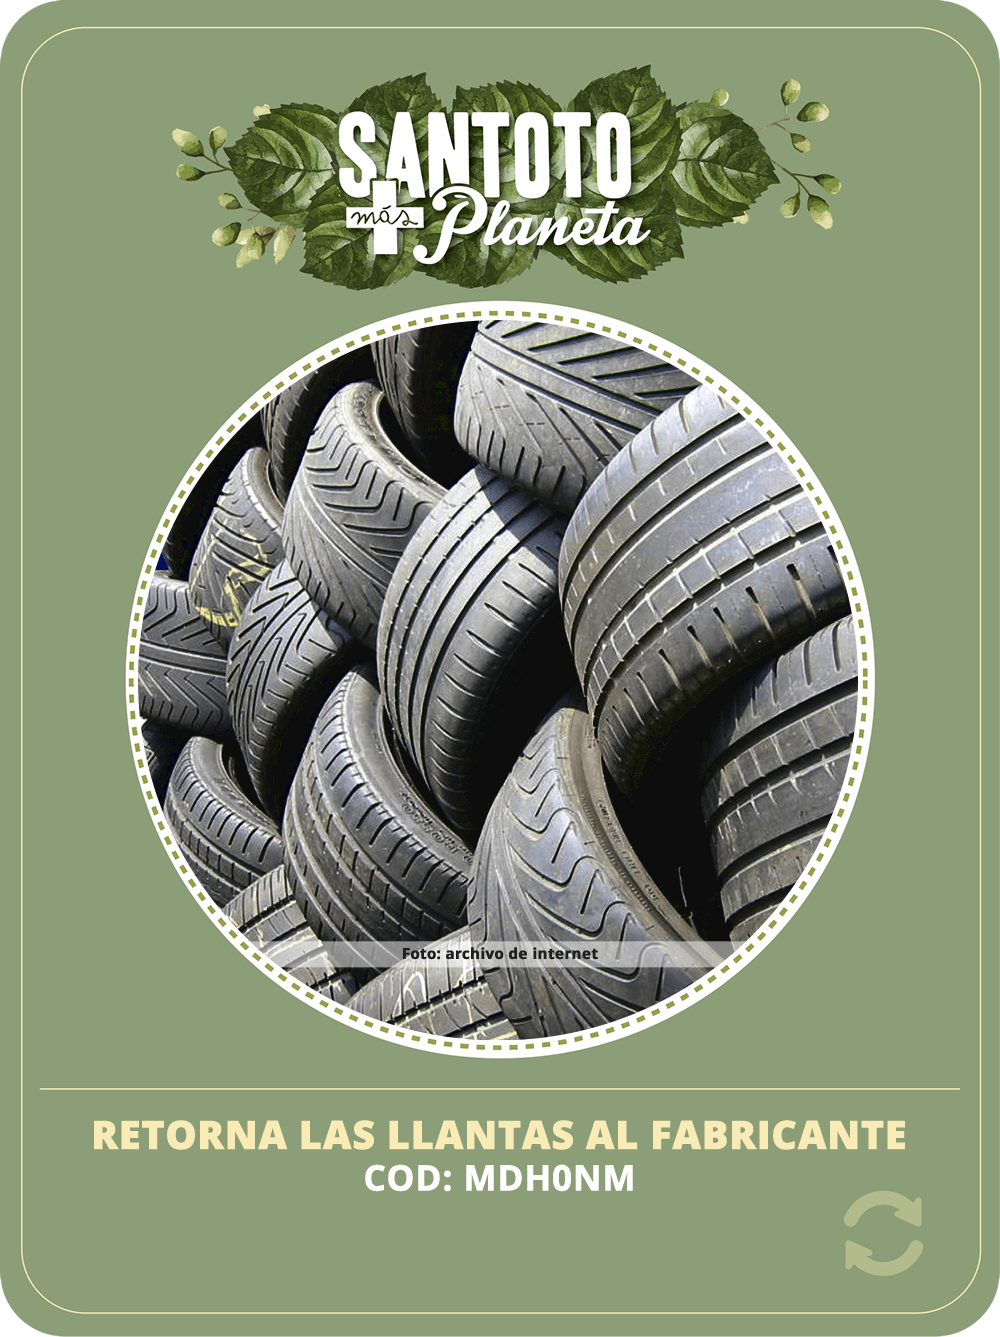 SANTOTO
más Planeta
Foto: archivo de internet
RETORNA LAS LLANTAS AL FABRICANTE
COD: MDH0NM